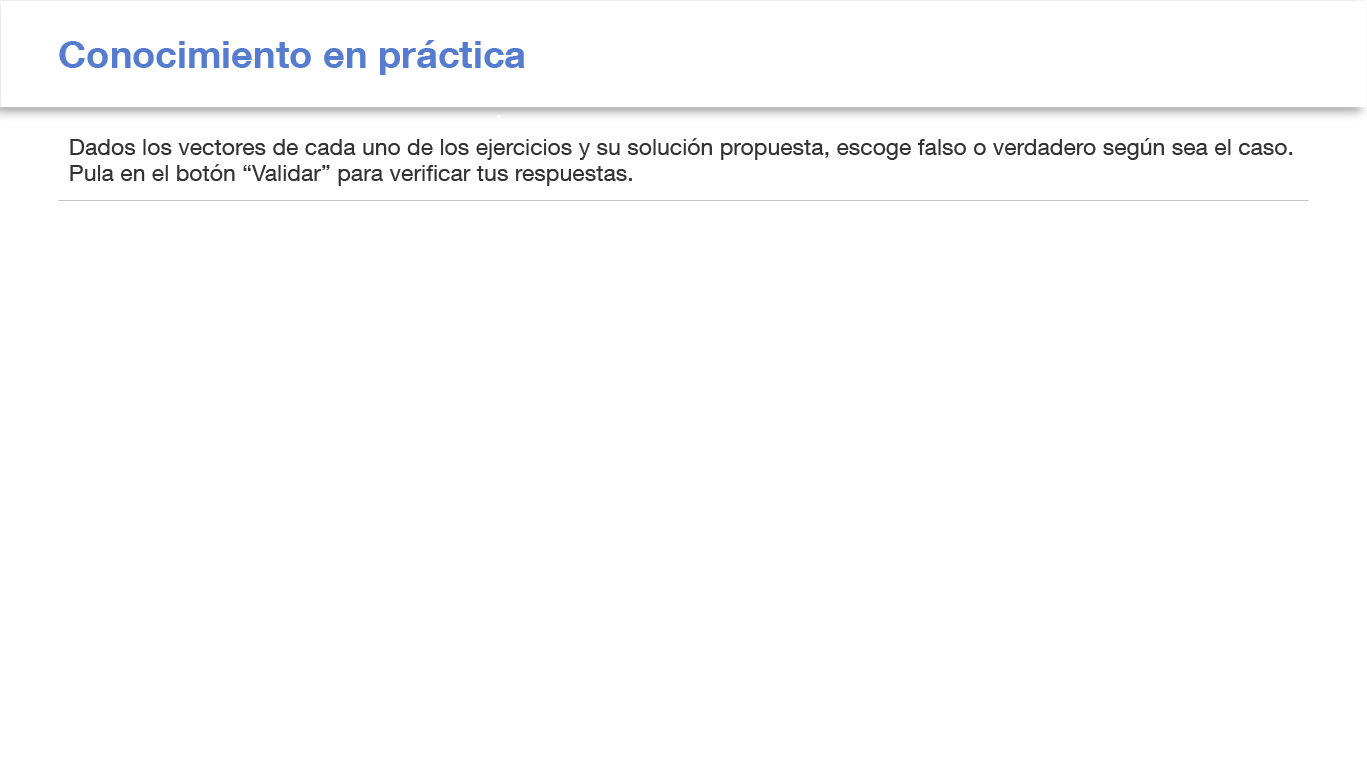 Conocimiento en práctica
Dados los vectores de cada uno de los ejercicios y su solución propuesta, escoge falso o verdadero según sea el caso.
Pula en el botón “Validar” para verificar tus respuestas.